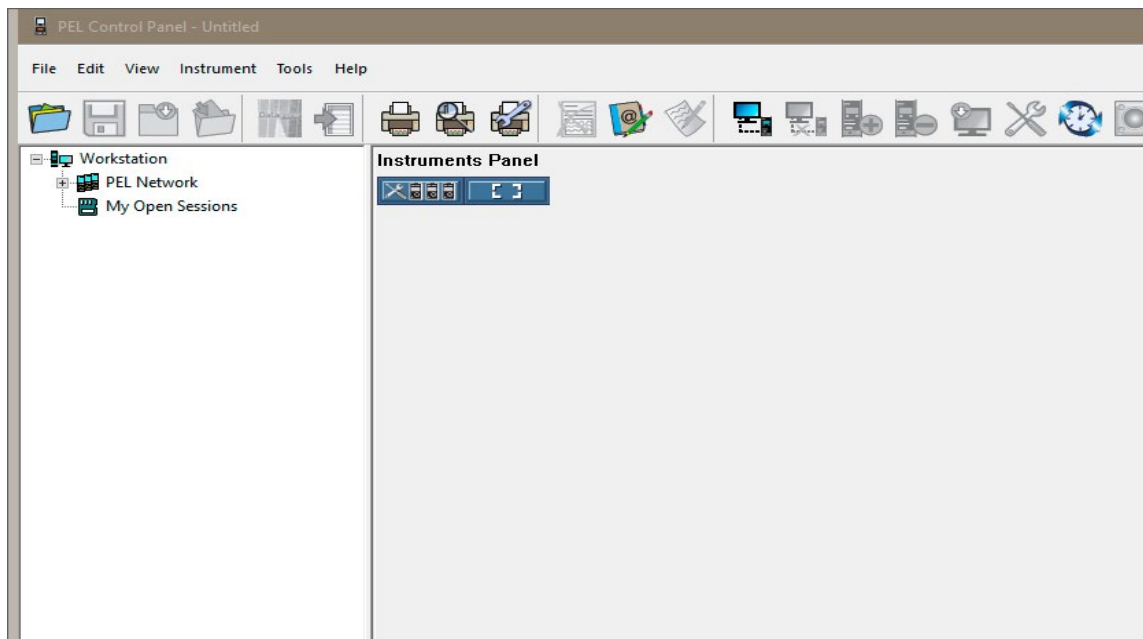 PEL Control Panel - Untitled
File Edit View Instrument Tools Help
Workstation
PEL Network
My Open Sessions
Instruments Panel